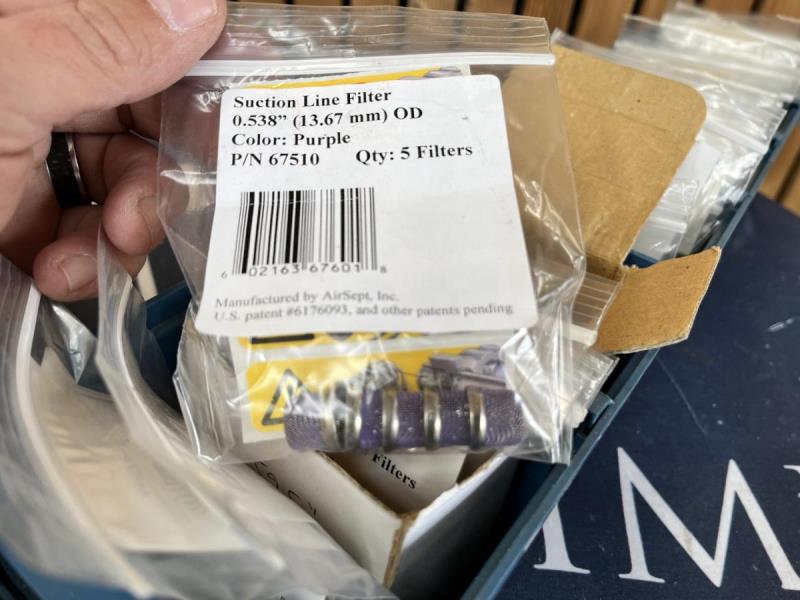 Suction Line Filter
0.538” (13.67 mm) OD
Color: Purple
P/N 67510 Qty: 5 Filters
6 02163 67601 8
Manufactured by AirSept, Inc.
U.S. patent #6176093, and other patents pending
Filters
IM